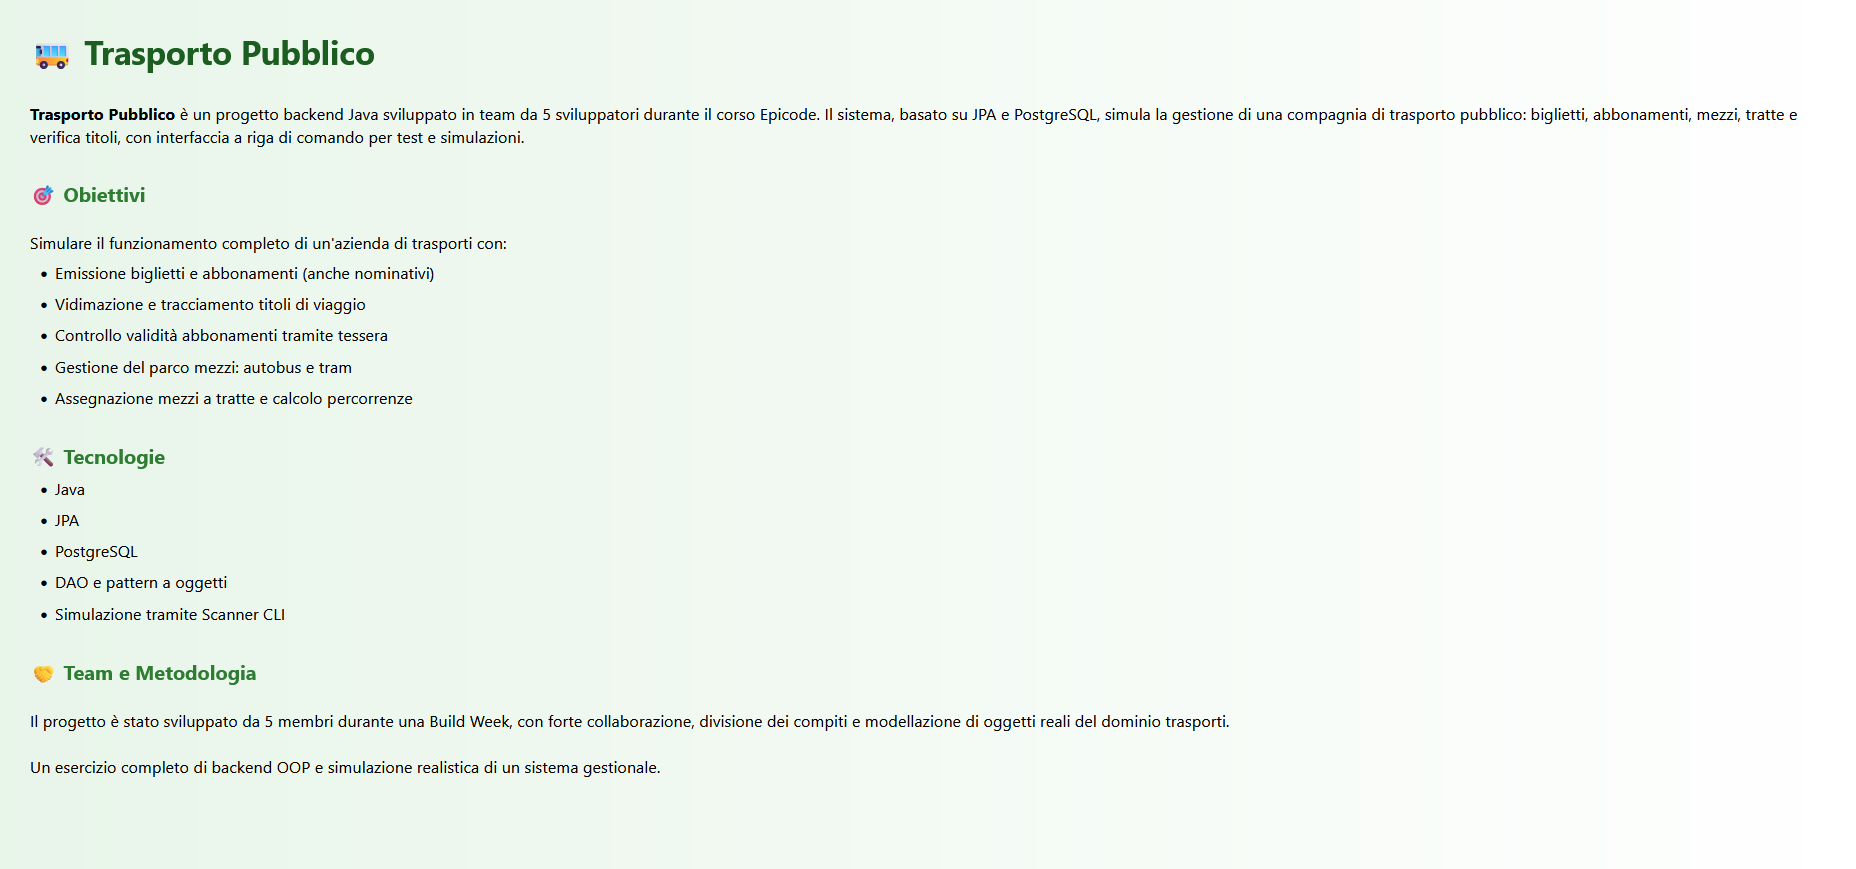 Trasporto Pubblico
Trasporto Pubblico è un progetto backend Java sviluppato in team da 5 sviluppatori durante il corso Epicode. Il sistema, basato su JPA e PostgreSQL, simula la gestione di una compagnia di trasporto pubblico: biglietti, abbonamenti, mezzi, tratte e
verifica titoli, con interfaccia a riga di comando per test e simulazioni.
Obiettivi
Simulare il funzionamento completo di un'azienda di trasporti con:
• Emissione biglietti e abbonamenti (anche nominativi)
• Vidimazione e tracciamento titoli di viaggio
• Controllo validità abbonamenti tramite tessera
• Gestione del parco mezzi: autobus e tram
• Assegnazione mezzi a tratte e calcolo percorrenze
Tecnologie
• Java
• JPA
• PostgreSQL
• DAO e pattern a oggetti
• Simulazione tramite Scanner CLI
Team e Metodologia
Il progetto è stato sviluppato da 5 membri durante una Build Week, con forte collaborazione, divisione dei compiti e modellazione di oggetti reali del dominio trasporti.
Un esercizio completo di backend OOP e simulazione realistica di un sistema gestionale.